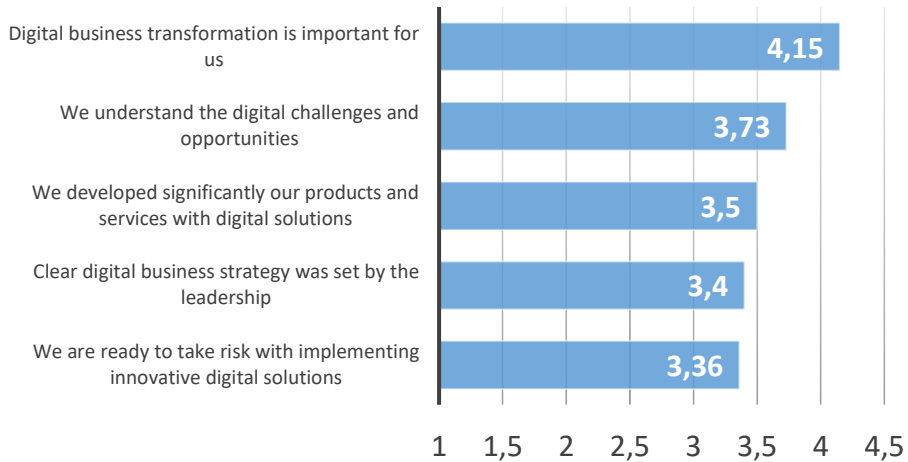 Digital business transformation is important for
us
4,15
We understand the digital challenges and
opportunities
3,73
We developed significantly our products and
services with digital solutions
3,5
Clear digital business strategy was set by the
leadership
3,4
We are ready to take risk with implementing
innovative digital solutions
3,36
1 1,5 2 2,5 3 3,5 4 4,5